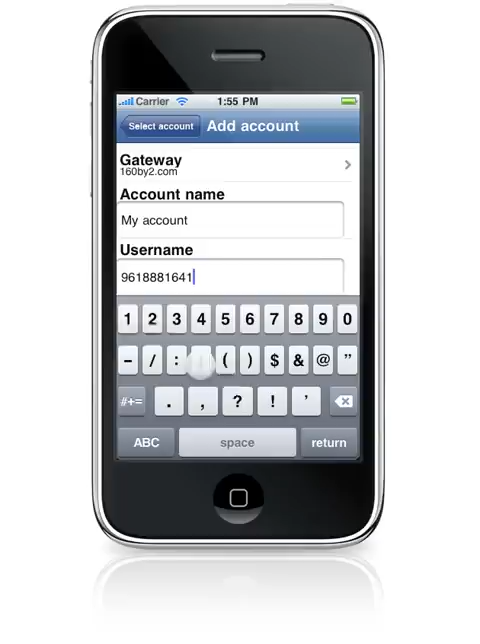 Carrier 1:55 PM
Select account Add account
Gateway
160by2.com
Account name
My account
Username
9618881641
1 2 3 4 5 6 7 8 9 0
- / : ( ) $ & @ "
#+= . , ? ! '
ABC space return